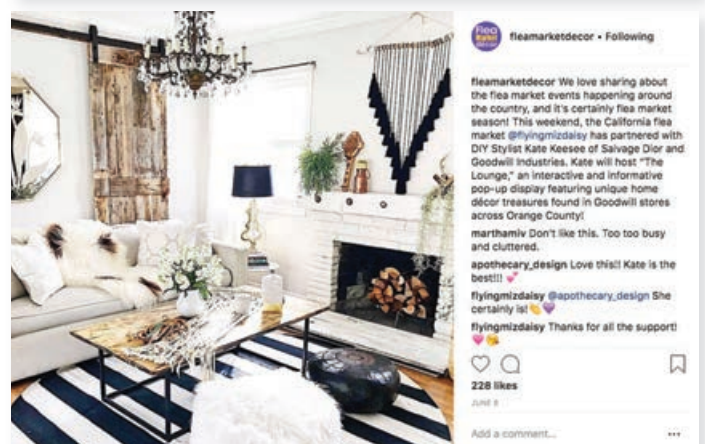 Flea
Market
Décor
fleamarketdecor • Following
fleamarketdecor We love sharing about
the flea market events happening around
the country, and it's certainly flea market
season! This weekend, the California flea
market @flyingmizdaisy has partnered with
DIY Stylist Kate Keesee of Salvage Dior and
Goodwill Industries. Kate will host "The
Lounge," an interactive and informative
pop-up display featuring unique home
décor treasures found in Goodwill stores
across Orange County!
marthamiv Don't like this. Too too busy
and cluttered.
apothecary_design Love this!! Kate is the
best!!! 💕
flyingmizdaisy @apothecary_design She
certainly is! 👏💜
flyingmizdaisy Thanks for all the support!
💗😘
228 likes
JUNE 8
Add a comment...